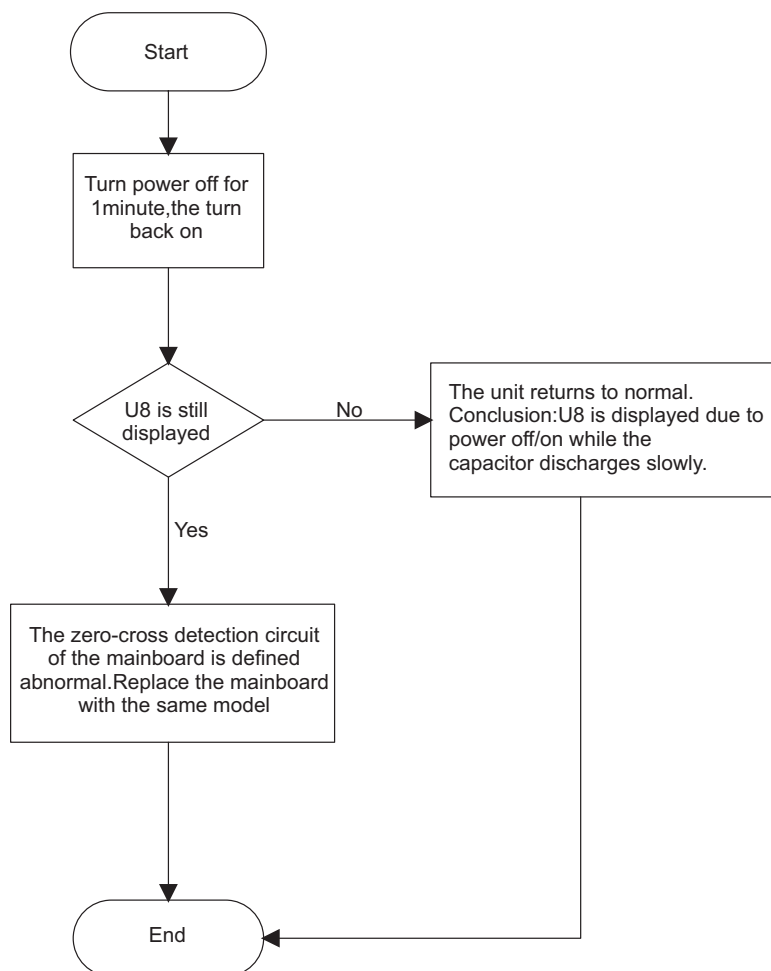 Start
Turn power off for
1minute,the turn
back on
U8 is still
displayed
No
The unit returns to normal.
Conclusion:U8 is displayed due to
power off/on while the
capacitor discharges slowly.
Yes
The zero-cross detection circuit
of the mainboard is defined
abnormal.Replace the mainboard
with the same model
End